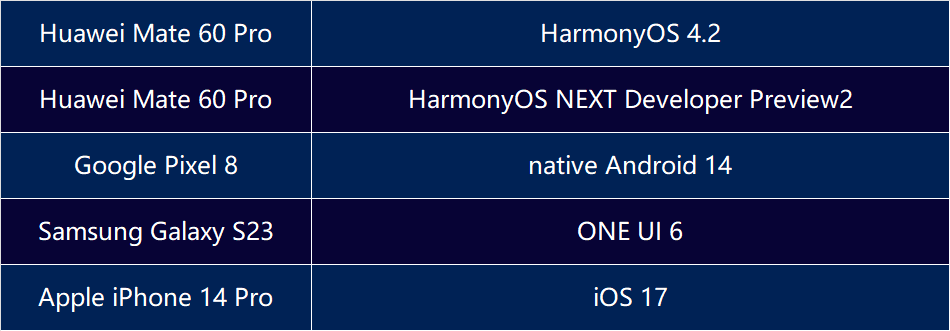 Huawei Mate 60 Pro HarmonyOS 4.2
Huawei Mate 60 Pro HarmonyOS NEXT Developer Preview2
Google Pixel 8 native Android 14
Samsung Galaxy S23 ONE UI 6
Apple iPhone 14 Pro iOS 17